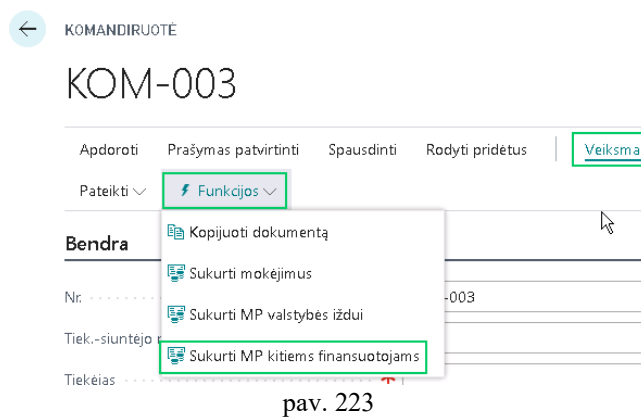 KOMANDIRUOTĖ
KOM-003
Apdoroti Prašymas patvirtinti Spausdinti Rodyti pridėtus
Pateikti Funkcijos
Kopijuoti dokumentą
Bendra
Sukurti mokėjimus
Nr. -003
Sukurti MP valstybės iždui
Tiek.-siuntėjo
Sukurti MP kitiems finansuotojams
Tiekėjas
pav. 223